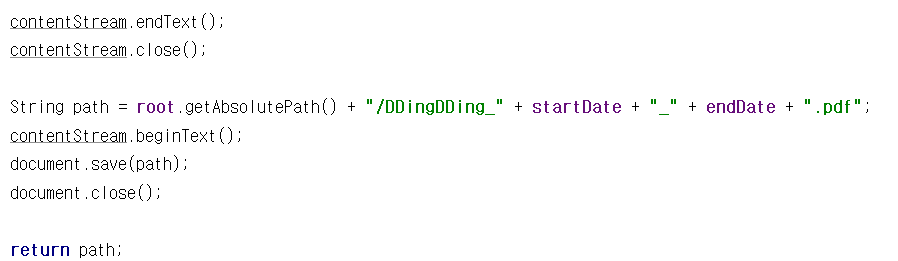 contentStream.endText();
contentStream.close();
String path = root.getAbsolutePath() + "/DDingDDing_" + startDate + "_" + endDate + ".pdf";
contentStream.beginText();
document.save(path);
document.close();
return path;